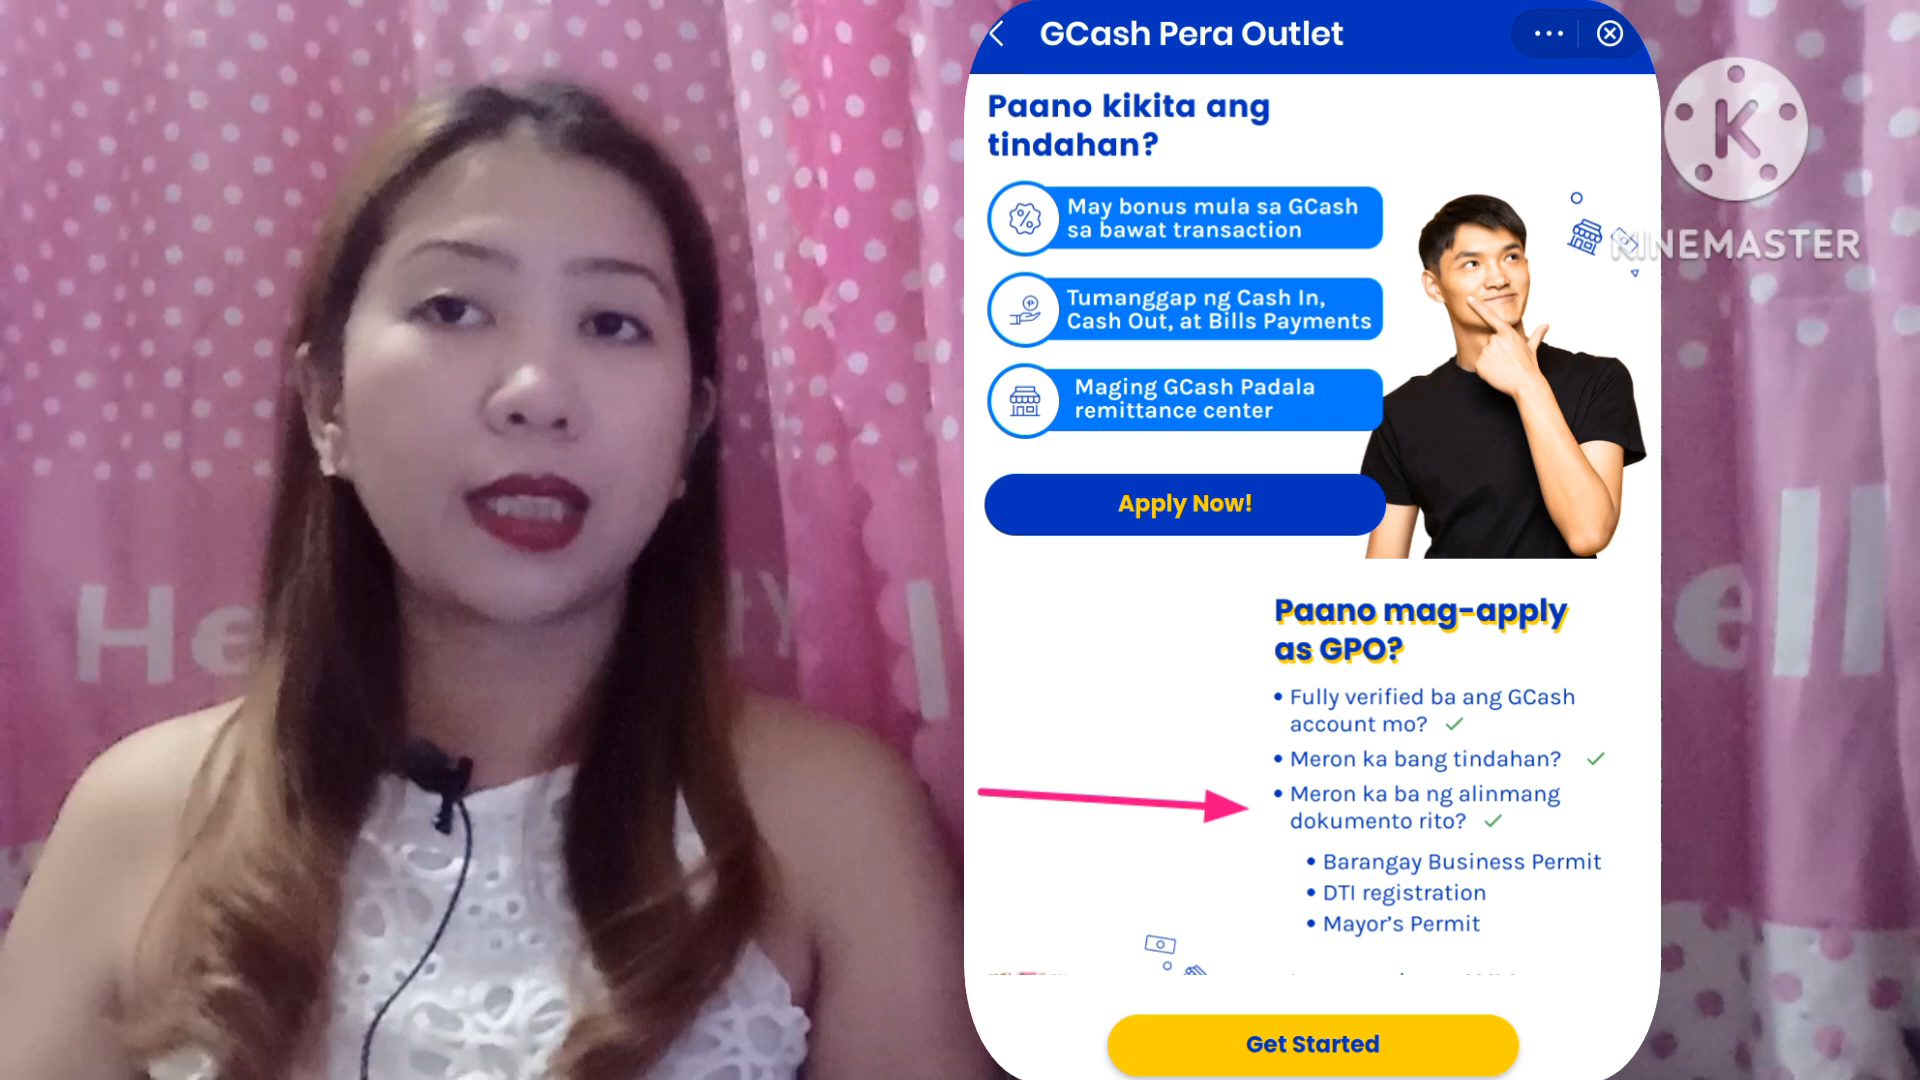 GCash Pera Outlet
Paano kikita ang
tindahan?
May bonus mula sa GCash
sa bawat transaction
Tumanggap ng Cash In,
Cash Out, at Bills Payments
Maging GCash Padala
remittance center
Apply Now!
Paano mag-apply
as GPO?
• Fully verified ba ang GCash
account mo? ✓
• Meron ka bang tindahan? ✓
• Meron ka ba ng alinmang
dokumento rito? ✓
• Barangay Business Permit
• DTI registration
• Mayor's Permit
Get Started
K
KINEMASTER
He
ell